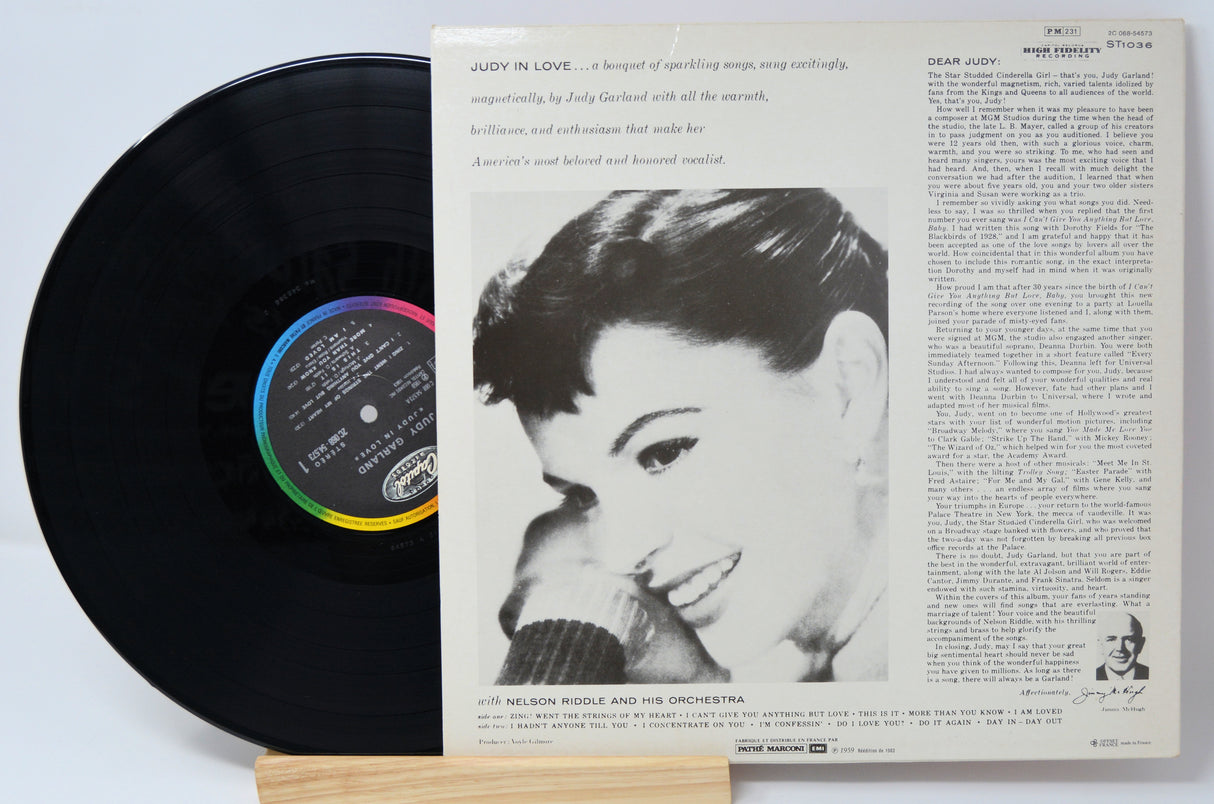 JUDY IN LOVE . . . a bouquet of sparkling songs, sung excitingly,
magnetically, by Judy Garland with all the warmth,
brilliance, and enthusiasm that make her
America's most beloved and honored vocalist.
PM 231
2C 068-54573
HIGH FIDELITY
RECORDING
ST1036
DEAR JUDY:
The Star Studded Cinderella Girl – that's you, Judy Garland!
with the wonderful magnetism, rich, varied talents idolized by
fans from the Kings and Queens to all audiences of the world.
Yes, that's you, Judy!
How well I remember when it was my pleasure to have been
a composer at MGM Studios during the time when the head of
the studio, the late L. B. Mayer, called a group of his creators
in to pass judgment on you as you auditioned. I believe you
were 12 years old then, with such a glorious voice, charm,
warmth, and you were so striking. To me, who had seen and
heard many singers, yours was the most exciting voice that I
had heard. And, then, when I recall with much delight the
conversation we had after the audition, I learned that when
you were about five years old, you and your two older sisters
Virginia and Susan were working as a trio.
I remember so vividly asking you what songs you did. Need-
less to say, I was so thrilled when you replied that the first
number you ever sang was I Can't Give You Anything But Love,
Baby. I had written this song with Dorothy Fields for "The
Blackbirds of 1928," and I am grateful and happy that it has
been accepted as one of the love songs by lovers all over the
world. How coincidental that in this wonderful album you have
chosen to include this romantic song, in the exact interpreta-
tion Dorothy and myself had in mind when it was originally
written.
How proud I am that after 30 years since the birth of I Can't
Give You Anything But Love, Baby, you brought this new
recording of the song over one evening to a party at Louella
Parson's home where everyone listened and I, along with them,
joined your parade of misty-eyed fans.
Returning to your younger days, at the same time that you
were signed at MGM, the studio also engaged another singer,
who was a beautiful soprano, Deanna Durbin. You were both
immediately teamed together in a short feature called "Every
Sunday Afternoon." Following this, Deanna left for Universal
Studios. I had always wanted to compose for you, Judy, because
I understood and felt all of your wonderful qualities and real
ability to sing a song. However, fate had other plans and I
went with Deanna Durbin to Universal, where I wrote and
adapted most of her musical films.
You, Judy, went on to become one of Hollywood's greatest
stars with your list of wonderful motion pictures, including
"Broadway Melody," where you sang You Made Me Love You
to Clark Gable; "Strike Up The Band," with Mickey Rooney;
"The Wizard of Oz," which helped win for you the most coveted
award for a star, the Academy Award.
Then there were a host of other musicals: "Meet Me In St.
Louis," with the lilting Trolley Song; "Easter Parade" with
Fred Astaire; "For Me and My Gal," with Gene Kelly, and
many others . . . an endless array of films where you sang
your way into the hearts of people everywhere.
Your triumphs in Europe . . . your return to the world-famous
Palace Theatre in New York, the mecca of vaudeville. It was
you, Judy, the Star Studded Cinderella Girl, who was welcomed
on a Broadway stage banked with flowers, and who proved that
the two-a-day was not forgotten by breaking all previous box
office records at the Palace.
There is no doubt, Judy Garland, but that you are part of
the best in the wonderful, extravagant, brilliant world of enter-
tainment, along with the late Al Jolson and Will Rogers, Eddie
Cantor, Jimmy Durante, and Frank Sinatra. Seldom is a singer
endowed with such stamina, virtuosity, and heart.
Within the covers of this album, your fans of years standing
and new ones will find songs that are everlasting. What a
marriage of talent! Your voice and the beautiful
backgrounds of Nelson Riddle, with his thrilling
strings and brass to help glorify the
accompaniment of the songs.
In closing, Judy, may I say that your great
big sentimental heart should never be sad
when you think of the wonderful happiness
you have given to millions. As long as there
is a song, there will always be a Garland!
Affectionately,
Jimmy McHugh
Jimmy McHugh
with NELSON RIDDLE AND HIS ORCHESTRA
side one: ZING! WENT THE STRINGS OF MY HEART • I CAN'T GIVE YOU ANYTHING BUT LOVE • THIS IS IT • MORE THAN YOU KNOW • I AM LOVED
side two: I HADN'T ANYONE TILL YOU • I CONCENTRATE ON YOU • I'M CONFESSIN' • DO I LOVE YOU? • DO IT AGAIN • DAY IN – DAY OUT
Producer: Voyle Gilmore
FABRIQUE ET DISTRIBUE EN FRANCE PAR
PATHÉ MARCONI EMI
℗ 1959 Réédition de 1983
OFFSET FRANCE made in France
Capitol
JUDY GARLAND
JUDY IN LOVE
STEREO
2C 068-54573
1